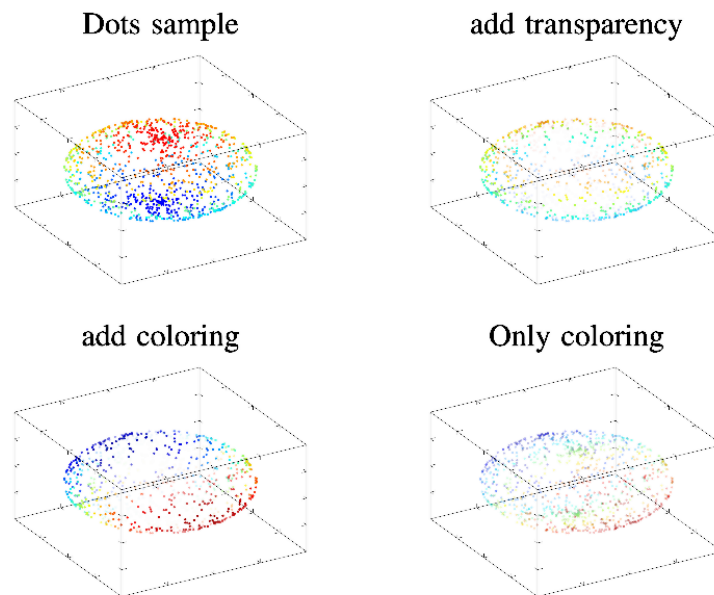 Dots sample
add transparency
add coloring
Only coloring